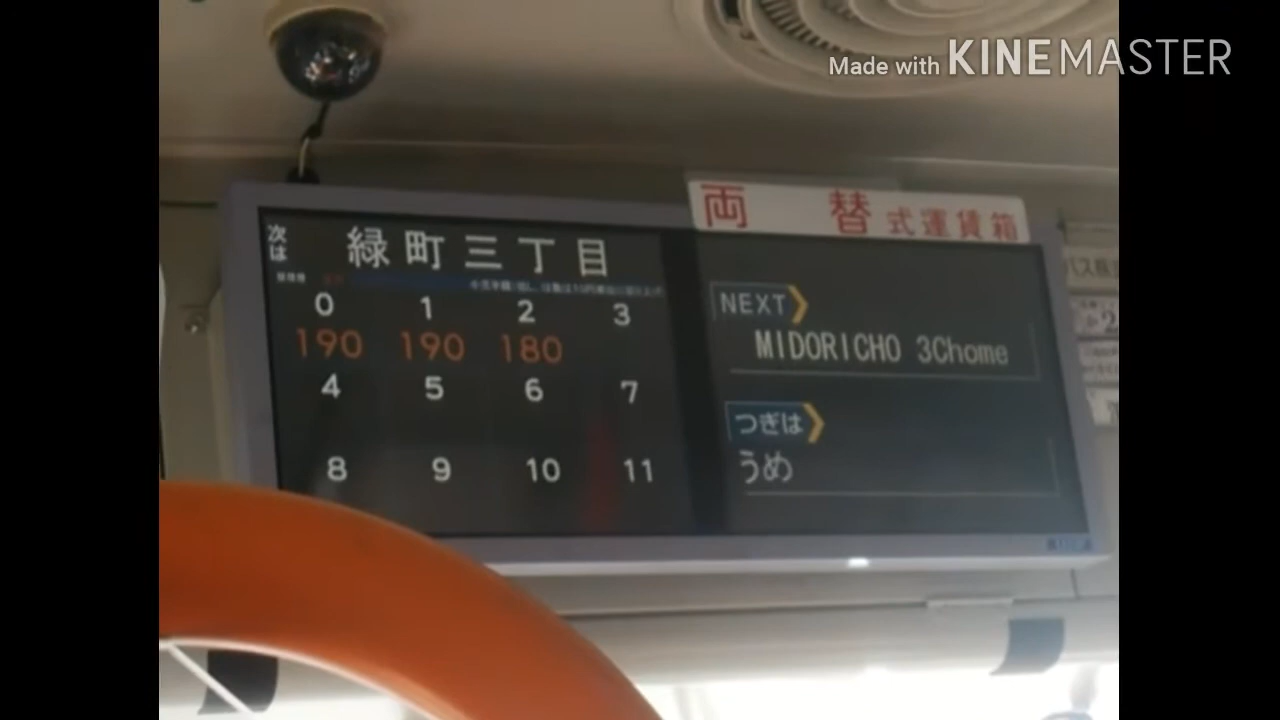 Made with KINEMASTER
両 替 式運賃箱
次は 緑町三丁目
0 1 2 3
190 190 180
4 5 6 7
8 9 10 11
NEXT
MIDORICHO 3Chome
つぎは
うめ
バス